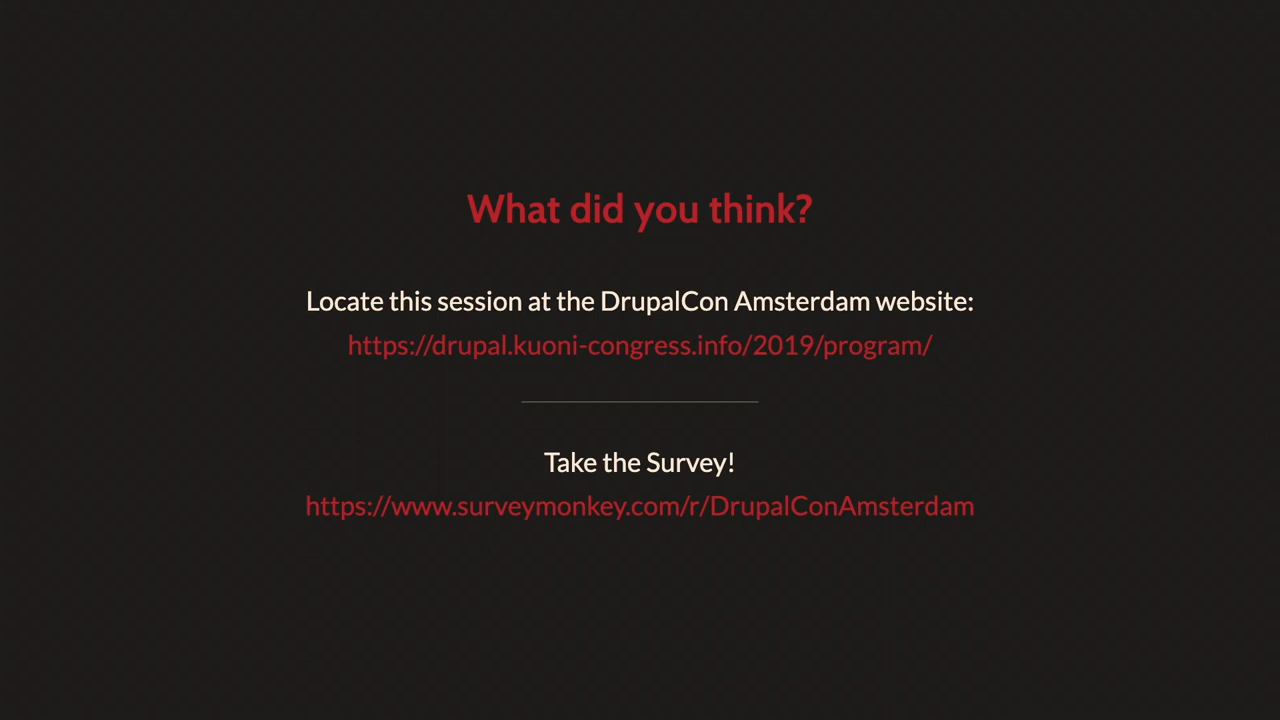 What did you think?
Locate this session at the DrupalCon Amsterdam website:
https://drupal.kuoni-congress.info/2019/program/
Take the Survey!
https://www.surveymonkey.com/r/DrupalConAmsterdam